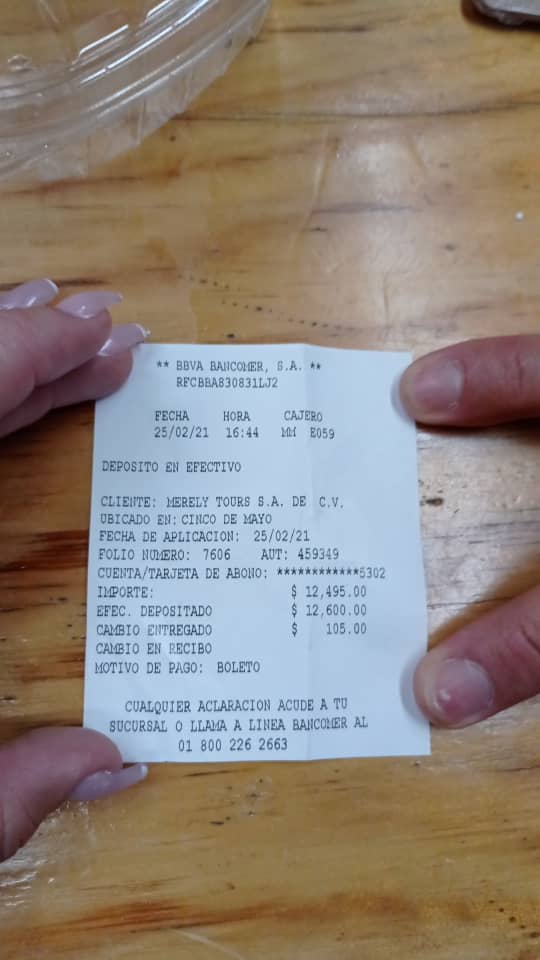 ** BBVA BANCOMER, S.A. **
RFCBBA830831LJ2
FECHA HORA CAJERO
25/02/21 16:44 MM E059
DEPOSITO EN EFECTIVO
CLIENTE: MERELY TOURS S.A. DE C.V.
UBICADO EN: CINCO DE MAYO
FECHA DE APLICACION: 25/02/21
FOLIO NUMERO: 7606 AUT: 459349
CUENTA/TARJETA DE ABONO: ************5302
IMPORTE: $ 12,495.00
EFEC. DEPOSITADO $ 12,600.00
CAMBIO ENTREGADO $ 105.00
CAMBIO EN RECIBO
MOTIVO DE PAGO: BOLETO
CUALQUIER ACLARACION ACUDE A TU
SUCURSAL O LLAMA A LINEA BANCOMER AL
01 800 226 2663